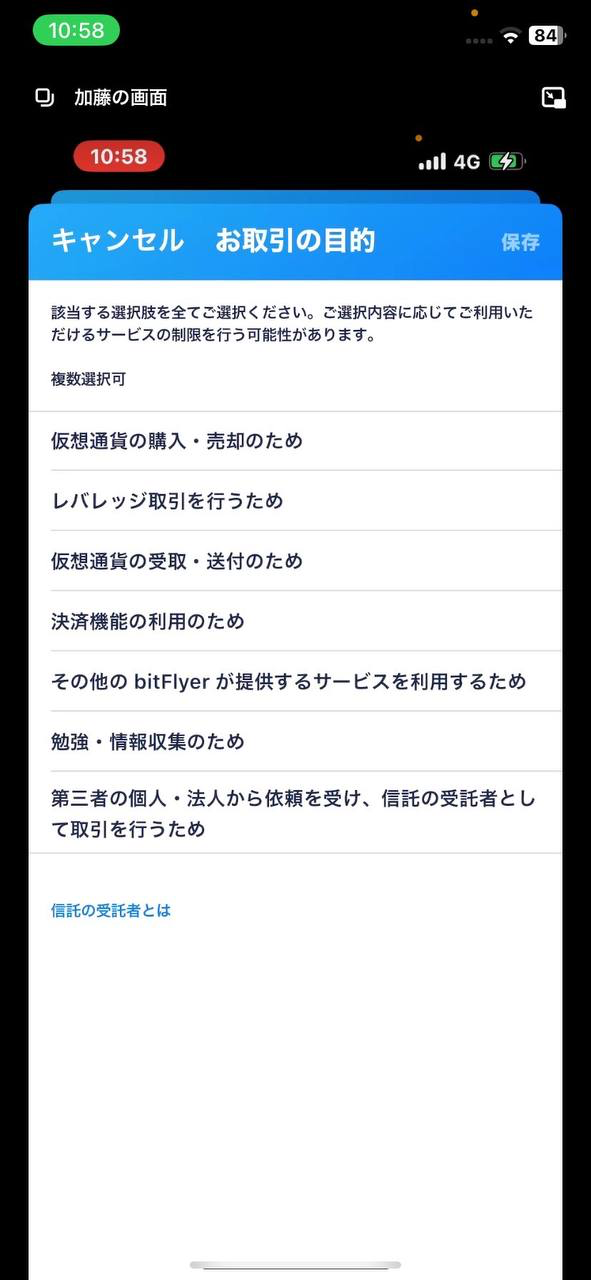 10:58
84
加藤の画面
10:58
4G
キャンセル お取引の目的 保存
該当する選択肢を全てご選択ください。ご選択内容に応じてご利用いた
だけるサービスの制限を行う可能性があります。
複数選択可
仮想通貨の購入・売却のため
レバレッジ取引を行うため
仮想通貨の受取・送付のため
決済機能の利用のため
その他の bitFlyer が提供するサービスを利用するため
勉強・情報収集のため
第三者の個人・法人から依頼を受け、信託の受託者とし
て取引を行うため
信託の受託者とは